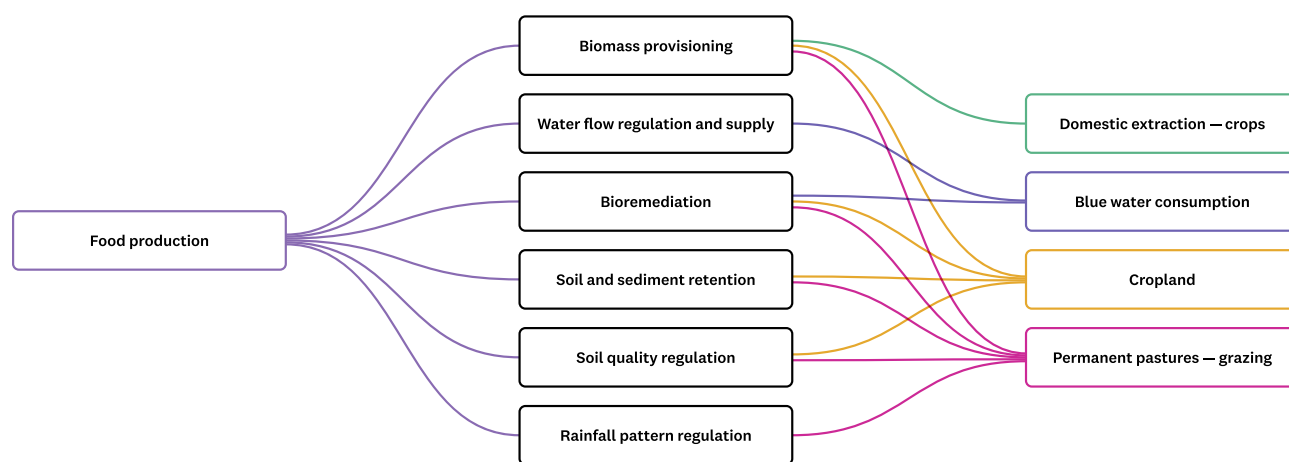 Food production
Biomass provisioning
Water flow regulation and supply
Bioremediation
Soil and sediment retention
Soil quality regulation
Rainfall pattern regulation
Domestic extraction — crops
Blue water consumption
Cropland
Permanent pastures — grazing